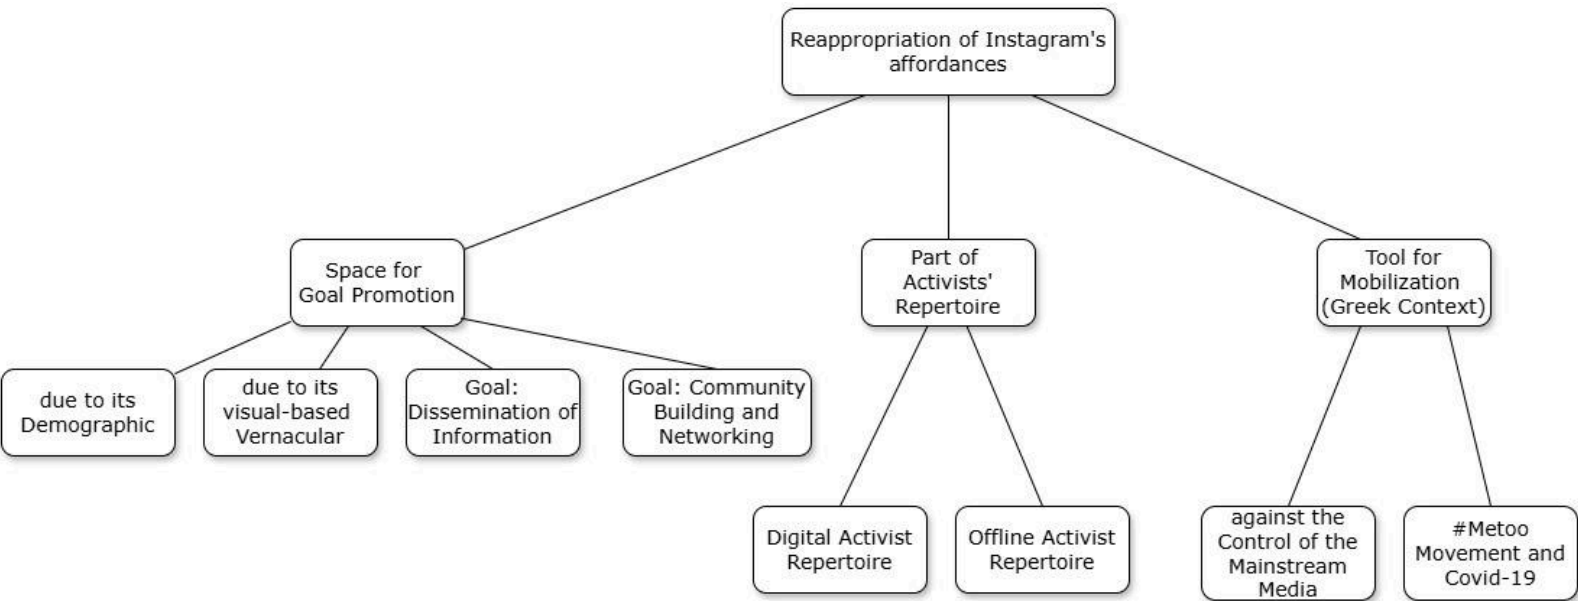 Reappropriation of Instagram's
affordances
Space for
Goal Promotion
Part of
Activists'
Repertoire
Tool for
Mobilization
(Greek Context)
due to its
Demographic
due to its
visual-based
Vernacular
Goal:
Dissemination of
Information
Goal: Community
Building and
Networking
Digital Activist
Repertoire
Offline Activist
Repertoire
against the
Control of the
Mainstream
Media
#Metoo
Movement and
Covid-19